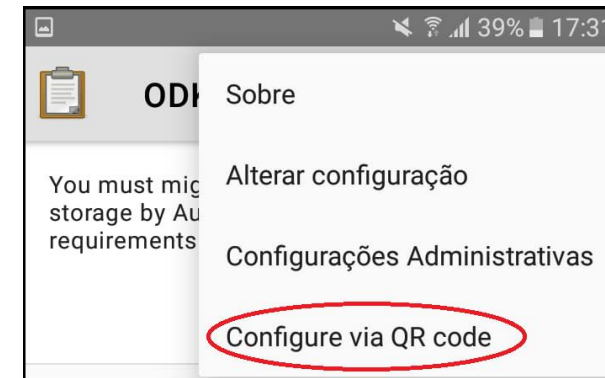 39% 17:31
ODK
Sobre
You must mig
storage by Au
requirements
Alterar configuração
Configurações Administrativas
Configure via QR code